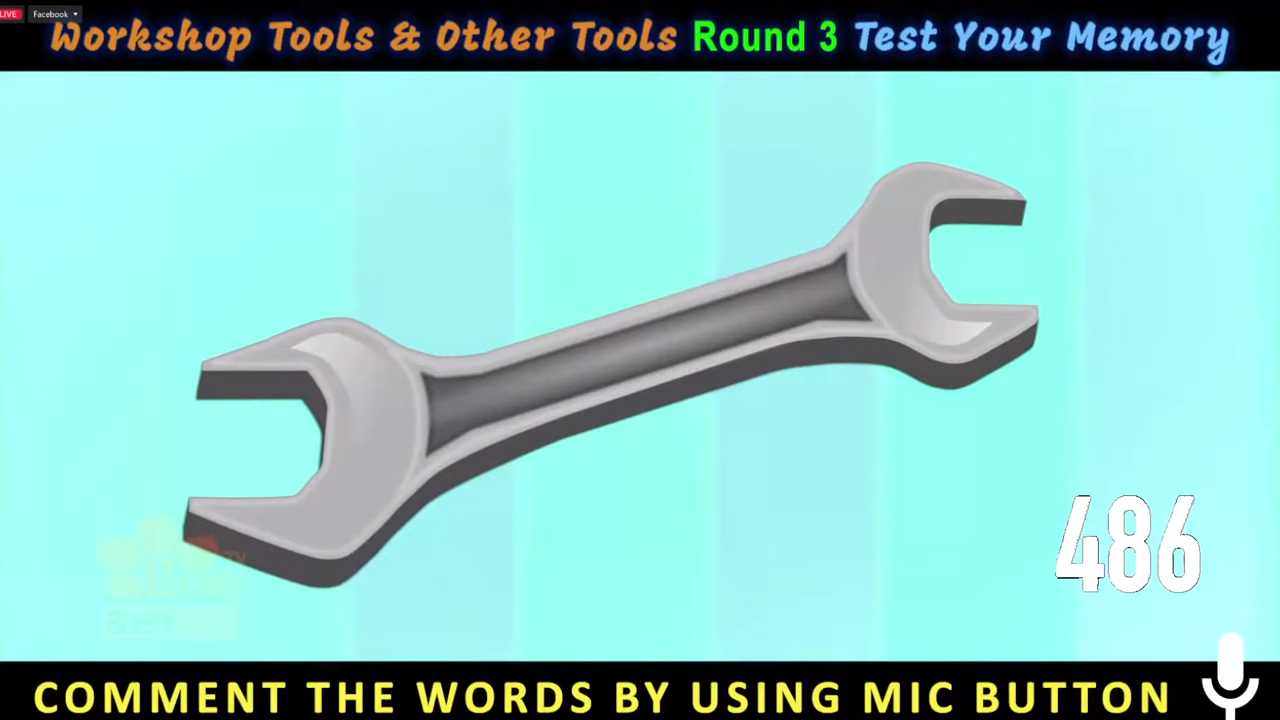 LIVE
Facebook
Workshop Tools & Other Tools Round 3 Test Your Memory
486
COMMENT THE WORDS BY USING MIC BUTTON